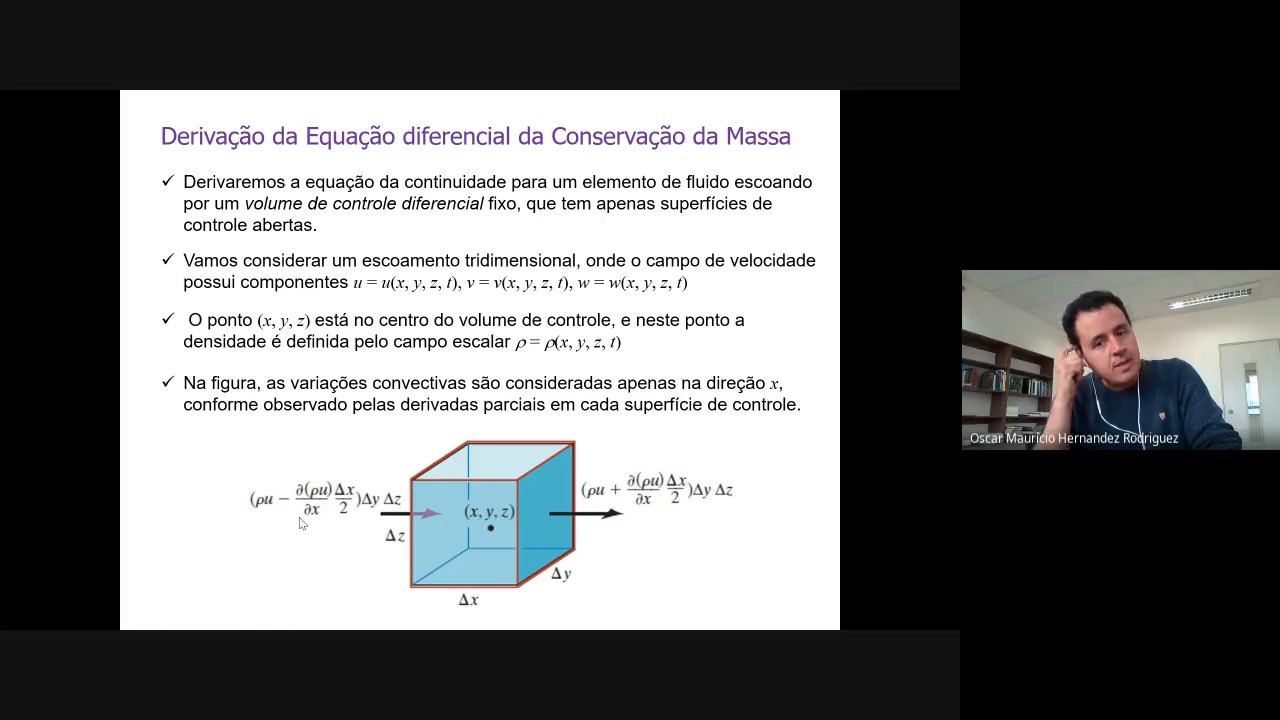 Derivação da Equação diferencial da Conservação da Massa
✓ Derivaremos a equação da continuidade para um elemento de fluido escoando
por um volume de controle diferencial fixo, que tem apenas superfícies de
controle abertas.
✓ Vamos considerar um escoamento tridimensional, onde o campo de velocidade
possui componentes u = u(x, y, z, t), v = v(x, y, z, t), w = w(x, y, z, t)
✓ O ponto (x, y, z) está no centro do volume de controle, e neste ponto a
densidade é definida pelo campo escalar ρ = ρ(x, y, z, t)
✓ Na figura, as variações convectivas são consideradas apenas na direção x,
conforme observado pelas derivadas parciais em cada superfície de controle.
(ρu − ∂(ρu)/∂x Δx/2)Δy Δz
(ρu + ∂(ρu)/∂x Δx/2)Δy Δz
(x, y, z)
Δz
Δy
Δx
Oscar Mauricio Hernandez Rodriguez